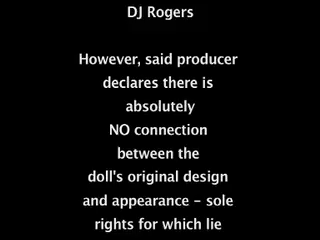 DJ Rogers
However, said producer
declares there is
absolutely
NO connection
between the
doll's original design
and appearance - sole
rights for which lie